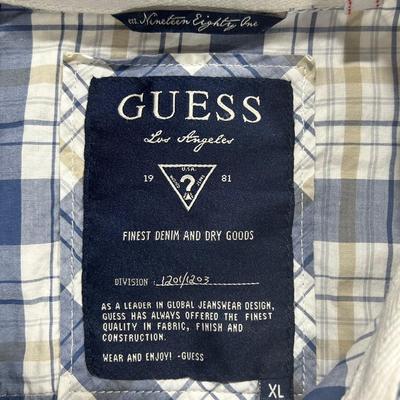 est. Nineteen Eighty One
GUESS
Los Angeles
U.S.A.
19 ? 81
FINEST DENIM AND DRY GOODS
DIVISION: 1201/1203
AS A LEADER IN GLOBAL JEANSWEAR DESIGN,
GUESS HAS ALWAYS OFFERED THE FINEST
QUALITY IN FABRIC, FINISH AND
CONSTRUCTION.
WEAR AND ENJOY! -GUESS
XL